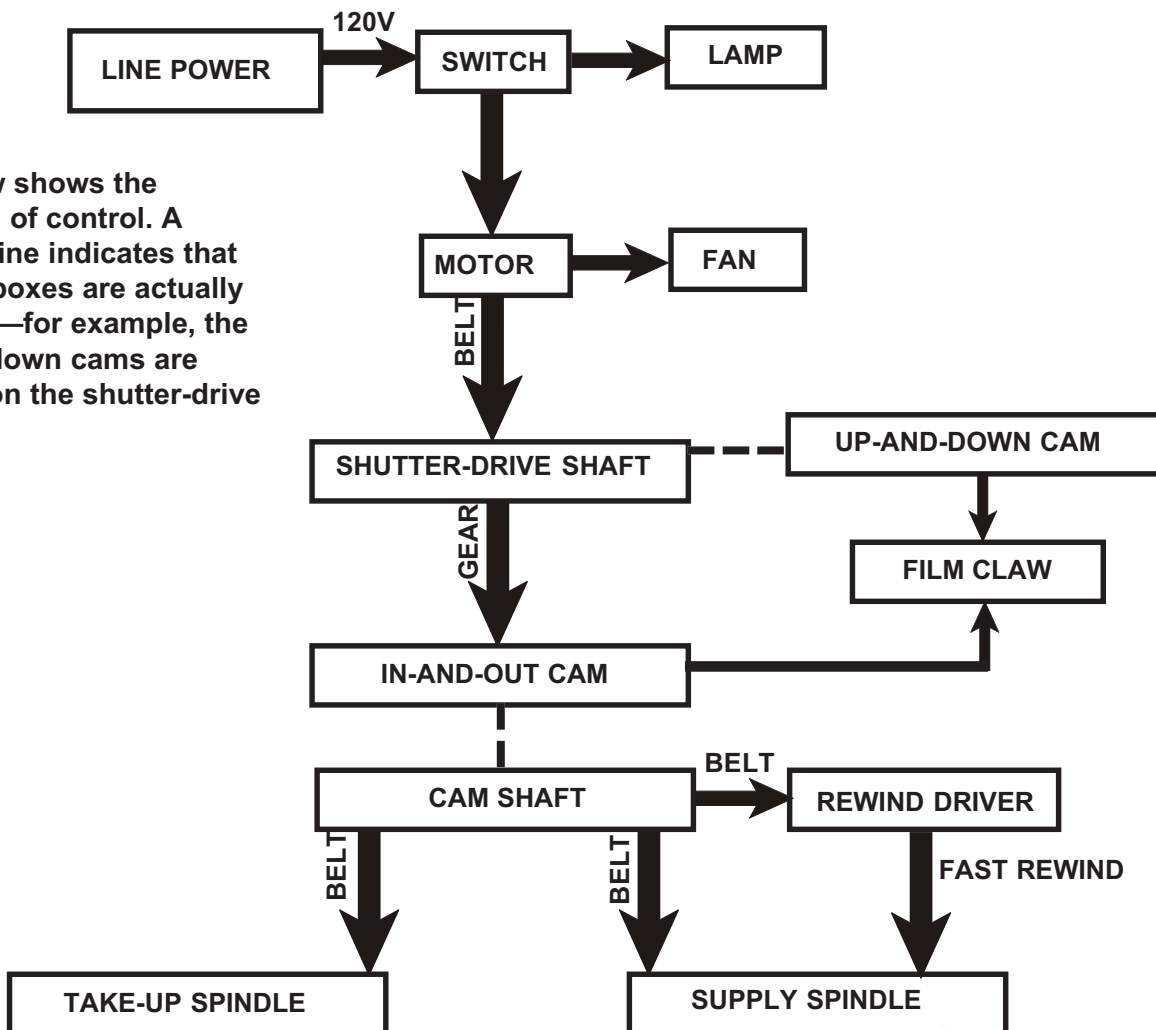 120V
LINE POWER
SWITCH
LAMP
shows the
of control. A
ine indicates that
boxes are actually
—for example, the
own cams are
on the shutter-drive
MOTOR
FAN
BELT
SHUTTER-DRIVE SHAFT
UP-AND-DOWN CAM
GEAR
FILM CLAW
IN-AND-OUT CAM
BELT
CAM SHAFT
REWIND DRIVER
BELT
BELT
FAST REWIND
TAKE-UP SPINDLE
SUPPLY SPINDLE